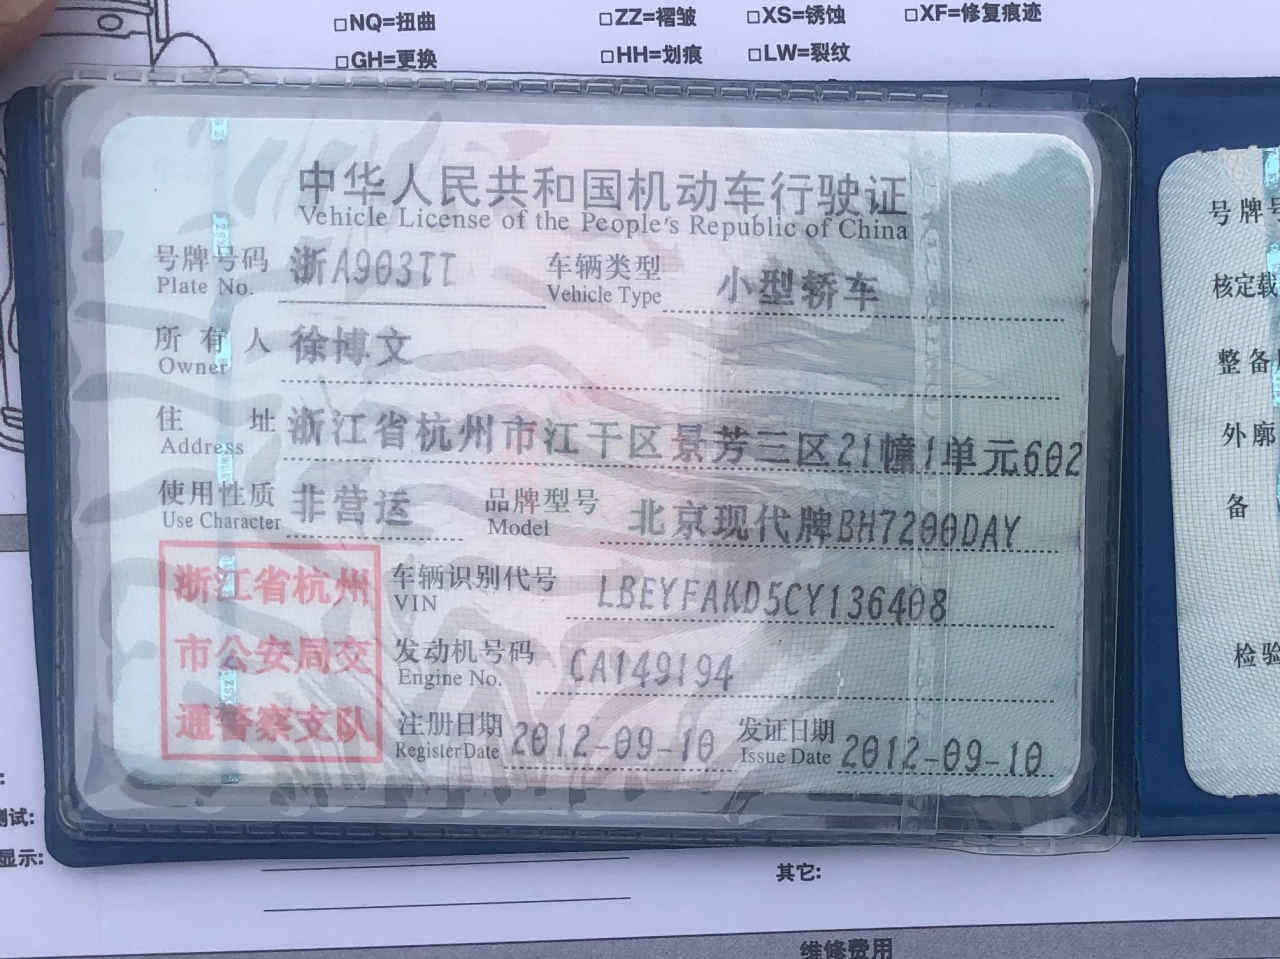 □NQ=扭曲 □ZZ=褶皱 □XS=锈蚀 □XF=修复痕迹
□GH=更换 □HH=划痕 □LW=裂纹
中华人民共和国机动车行驶证
Vehicle License of the People's Republic of China
号牌号码 浙A903TT 车辆类型 小型轿车
Plate No. Vehicle Type
所有人 徐博文
Owner
住址 浙江省杭州市江干区景芳三区21幢1单元602
Address
使用性质 非营运 品牌型号 北京现代牌BH7200DAY
Use Character Model
浙江省杭州
市公安局交
通警察支队
车辆识别代号 LBEYFAKD5CY136408
VIN
发动机号码 CA149194
Engine No.
注册日期 2012-09-10 发证日期 2012-09-10
Register Date Issue Date
号牌号
核定载
整备
外廓
备
检验
测试:
显示:
其它:
维修费用